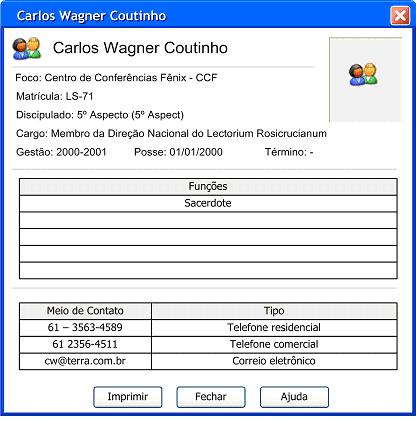 Carlos Wagner Coutinho
Carlos Wagner Coutinho
Foco: Centro de Conferências Fênix - CCF
Matrícula: LS-71
Discipulado: 5º Aspecto (5º Aspect)
Cargo: Membro da Direção Nacional do Lectorium Rosicrucianum
Gestão: 2000-2001 Posse: 01/01/2000 Término: -
Funções
Sacerdote
Meio de Contato Tipo
61 – 3563-4589 Telefone residencial
61 2356-4511 Telefone comercial
cw@terra.com.br Correio eletrônico
Imprimir Fechar Ajuda